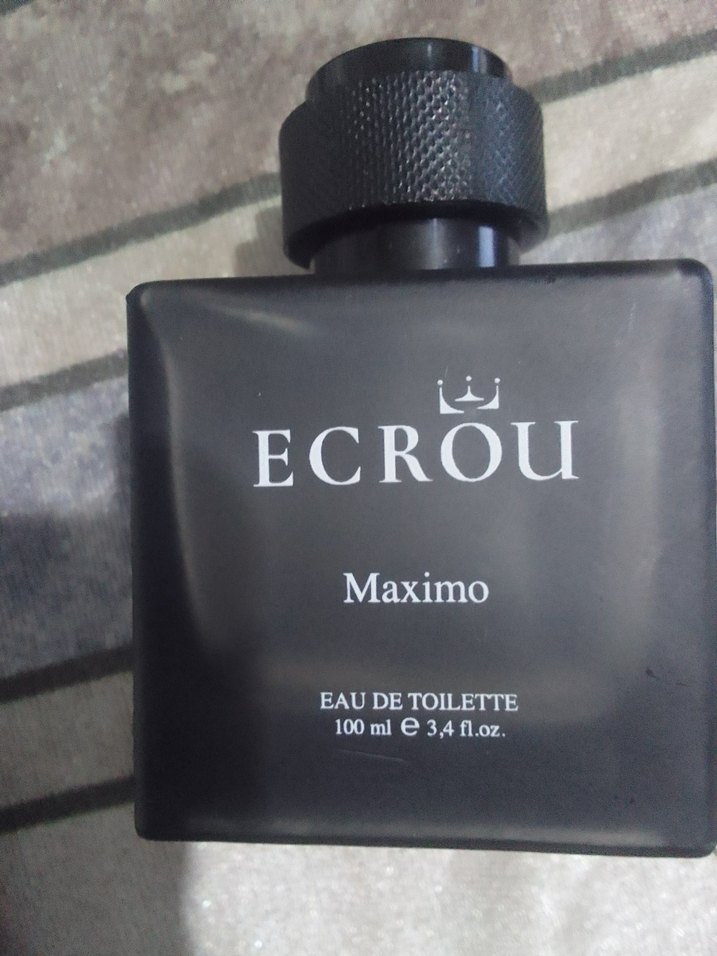 ECROU
Maximo
EAU DE TOILETTE
100 ml ℮ 3,4 fl.oz.